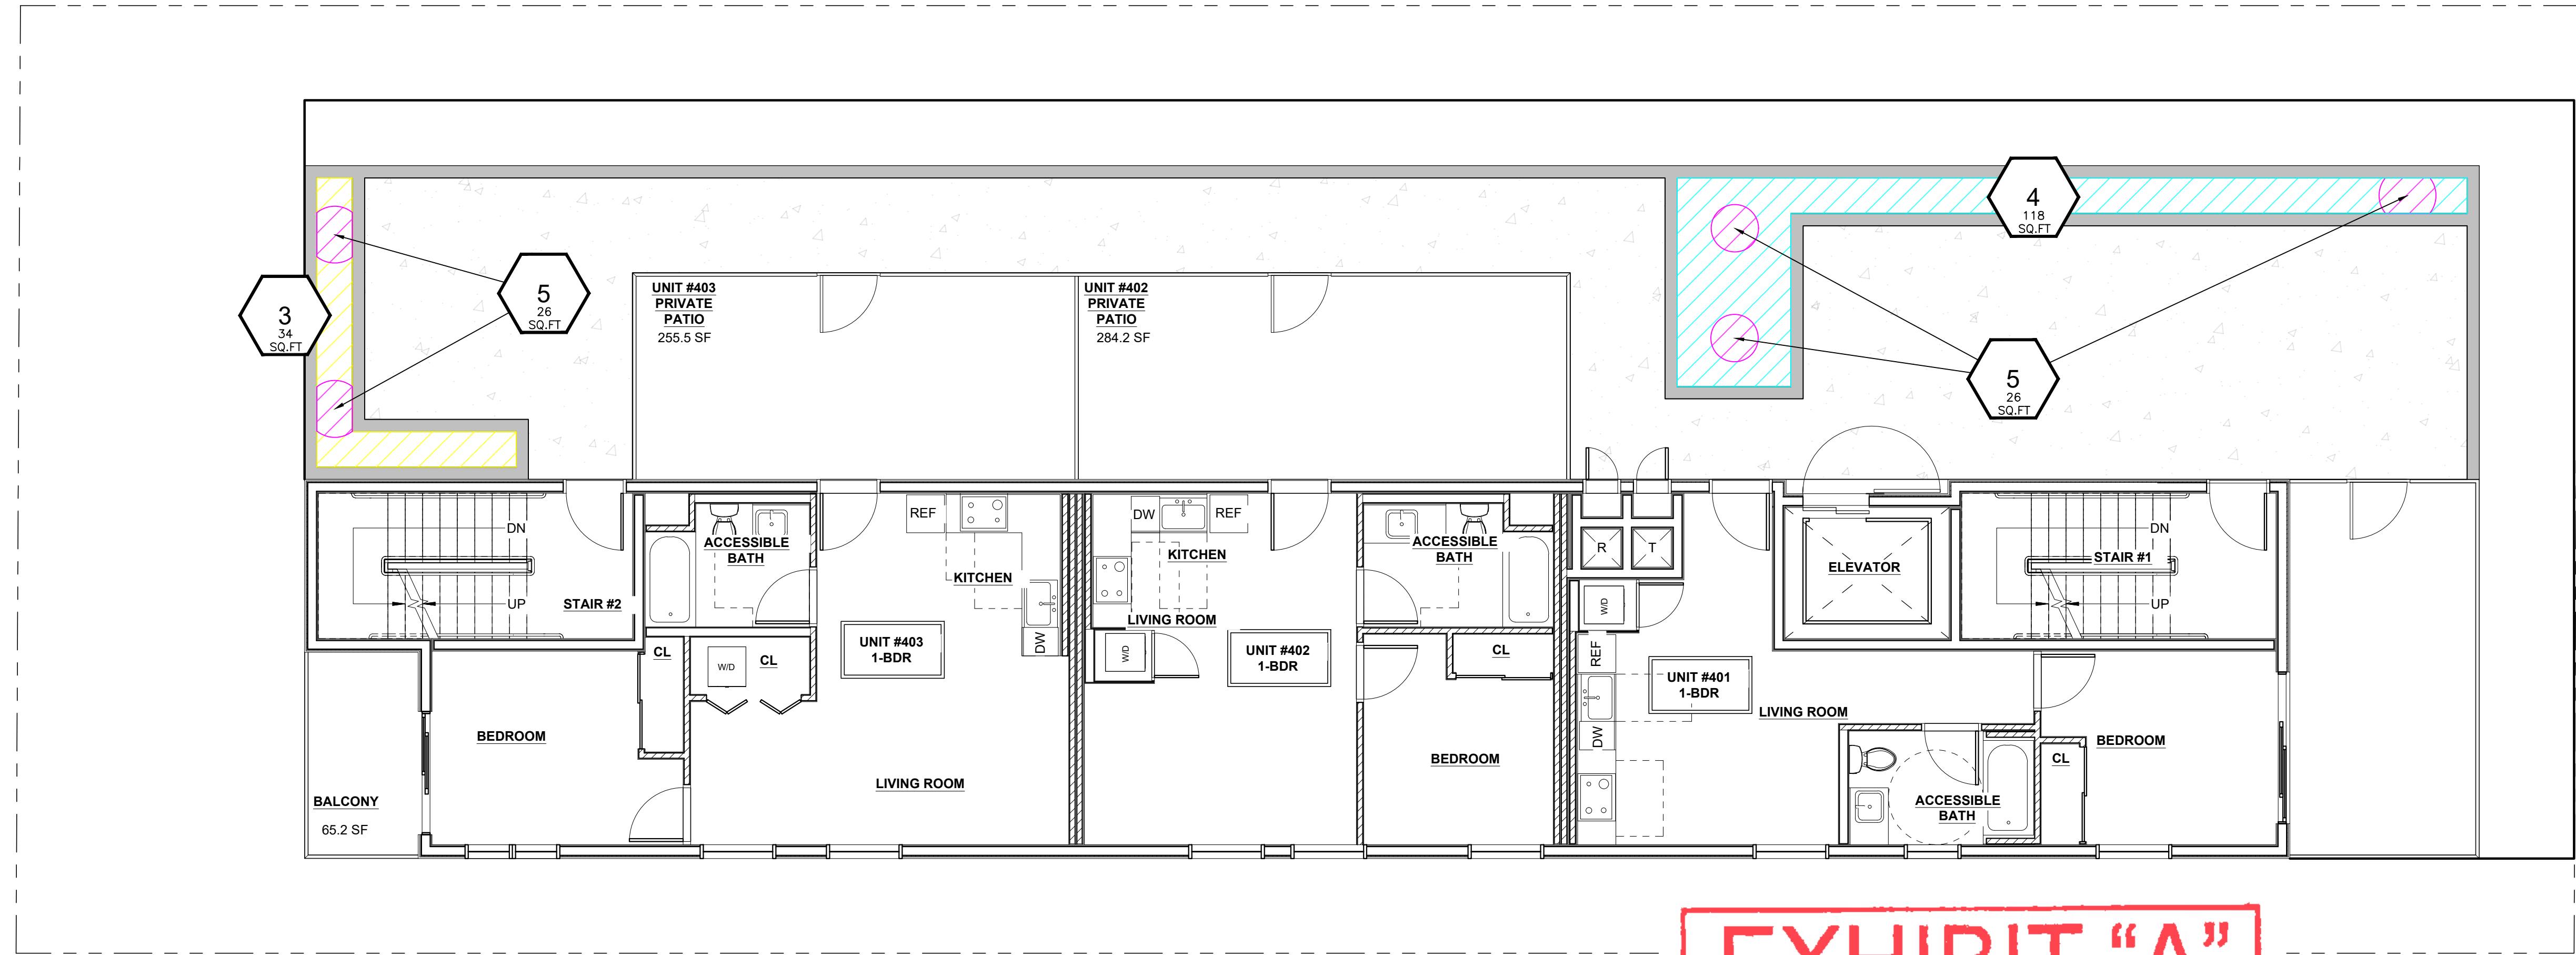 4
118
SQ.FT
5
26
SQ.FT
3
34
SQ.FT
UNIT #403
PRIVATE
PATIO
255.5 SF
UNIT #402
PRIVATE
PATIO
284.2 SF
5
26
SQ.FT
DN
UP
STAIR #2
ACCESSIBLE
BATH
REF
KITCHEN
DW
UNIT #403
1-BDR
CL
W/D
CL
BEDROOM
LIVING ROOM
BALCONY
65.2 SF
DW
REF
KITCHEN
LIVING ROOM
W/D
UNIT #402
1-BDR
ACCESSIBLE
BATH
CL
BEDROOM
R
T
W/D
REF
DW
UNIT #401
1-BDR
LIVING ROOM
ELEVATOR
DN
STAIR #1
UP
ACCESSIBLE
BATH
CL
BEDROOM
EXHIBIT “A”